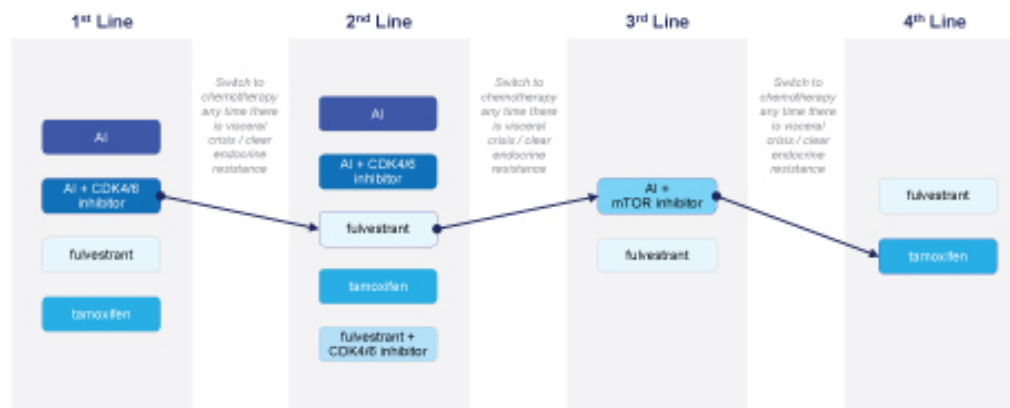 1st Line
AI
AI + CDK4/6
inhibitor
fulvestrant
tamoxifen
Switch to
chemotherapy
any time there
is visceral
crisis / clear
endocrine
resistance
2nd Line
AI
AI + CDK4/6
inhibitor
fulvestrant
tamoxifen
fulvestrant +
CDK4/6 inhibitor
Switch to
chemotherapy
any time there
is visceral
crisis / clear
endocrine
resistance
3rd Line
AI +
mTOR inhibitor
fulvestrant
Switch to
chemotherapy
any time there
is visceral
crisis / clear
endocrine
resistance
4th Line
fulvestrant
tamoxifen